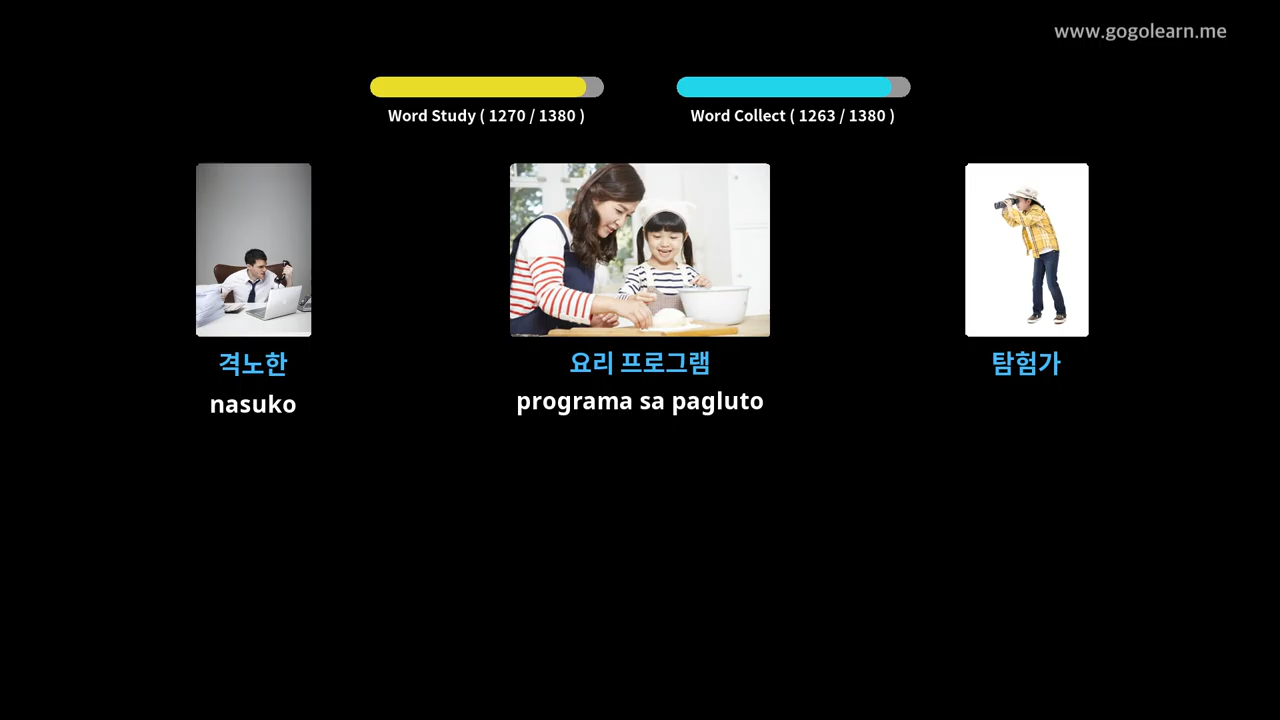 www.gogolearn.me
Word Study ( 1270 / 1380 )
Word Collect ( 1263 / 1380 )
격노한
nasuko
요리 프로그램
programa sa pagluto
탐험가